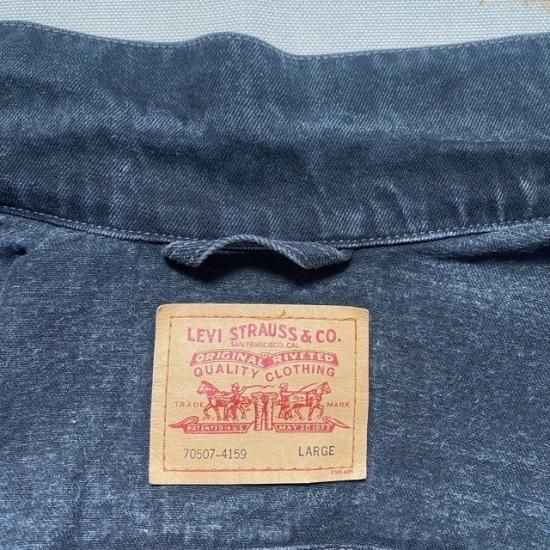 LEVI STRAUSS & CO.
SAN FRANCISCO, CAL.
ORIGINAL RIVETED
QUALITY CLOTHING
TRADE MARK
PATENTED IN U.S. MAY 20 1873
70507-4159 LARGE